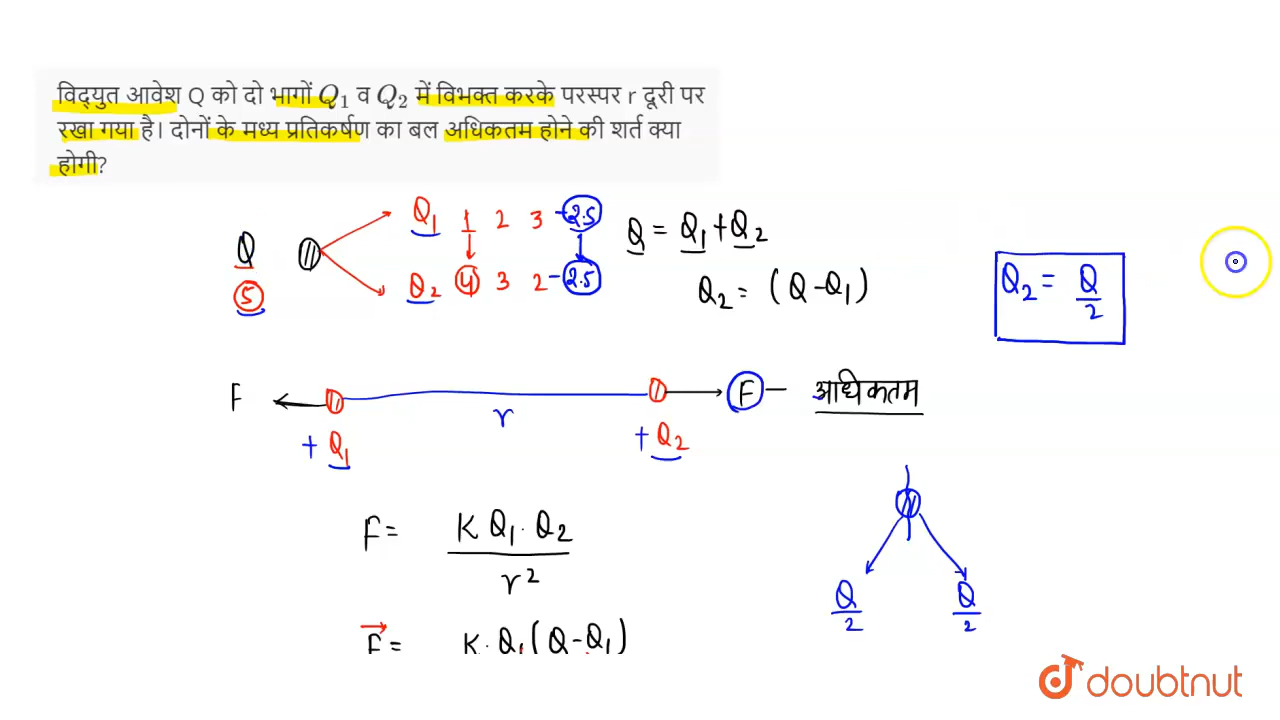 विद्युत आवेश Q को दो भागों Q₁ व Q₂ में विभक्त करके परस्पर r दूरी पर
रखा गया है। दोनों के मध्य प्रतिकर्षण का बल अधिकतम होने की शर्त क्या
होगी?
Q₁ 1 2 3 - 2.5
Q 5
Q₂ 4 3 2 - 2.5
Q = Q₁ + Q₂
Q₂ = (Q - Q₁)
Q₂ = Q/2
F r F - अधिकतम
+ Q₁ + Q₂
F = K Q₁ . Q₂ / r²
Q/2 Q/2
F = K . Q₁ (Q - Q₁)
doubtnut